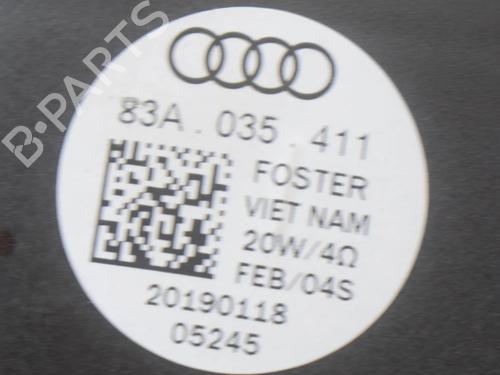 83A . 035 . 411
FOSTER
VIET NAM
20W/4Ω
FEB/04S
20190118
05245
B-PARTS